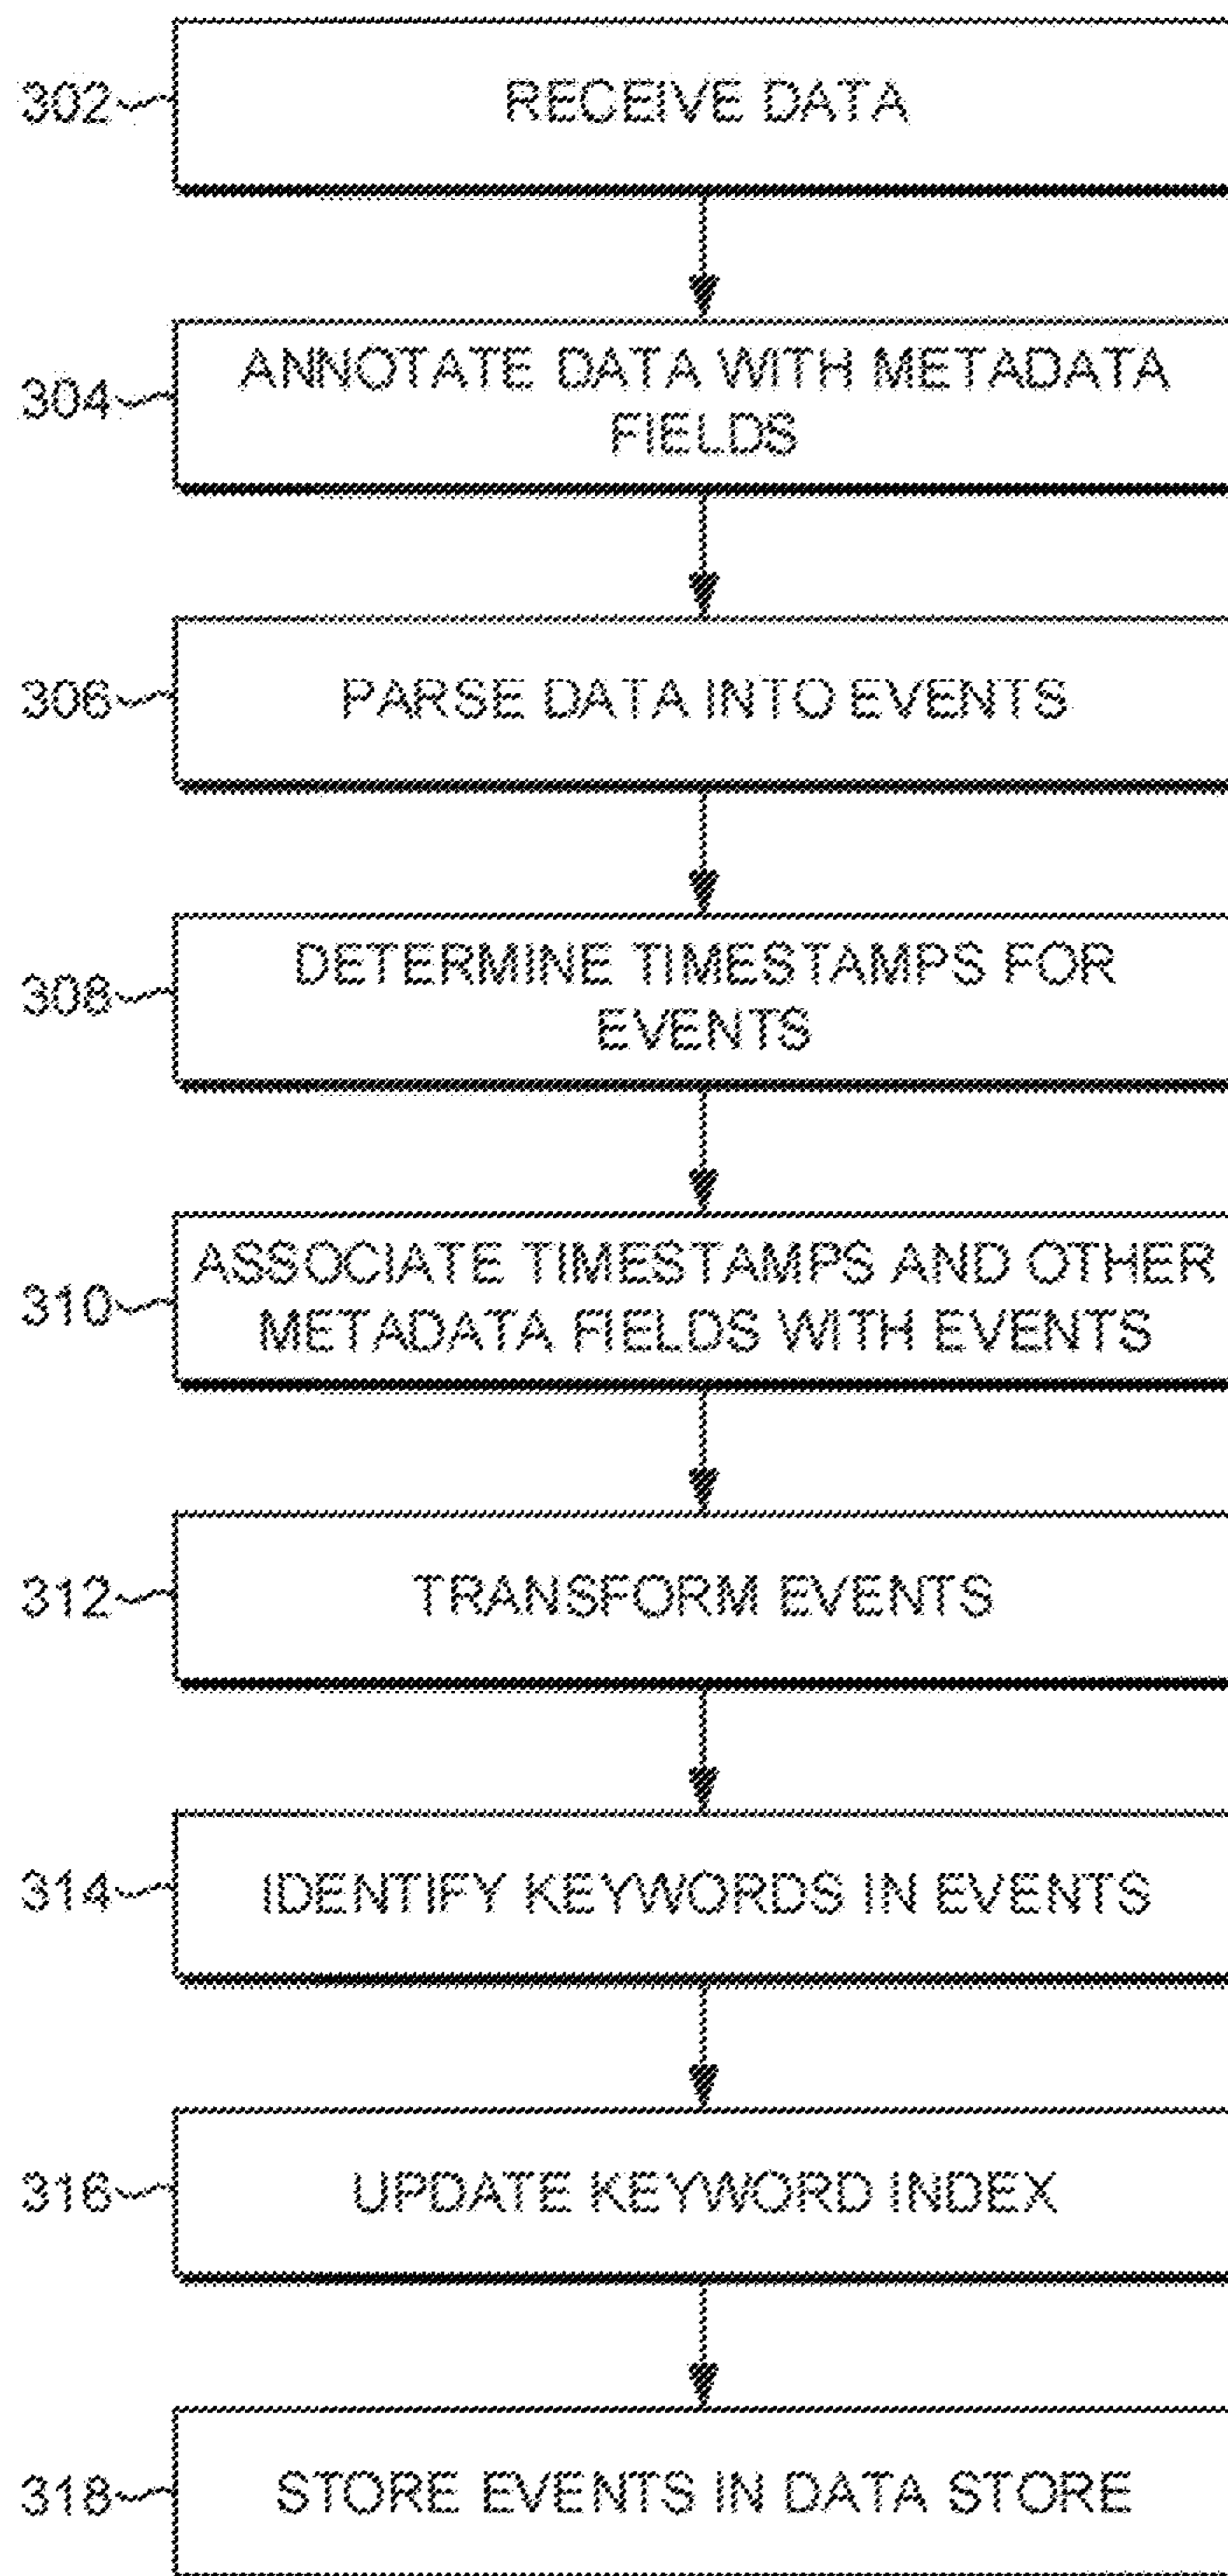 302
RECEIVE DATA
304
ANNOTATE DATA WITH METADATA
FIELDS
306
PARSE DATA INTO EVENTS
308
DETERMINE TIMESTAMPS FOR
EVENTS
310
ASSOCIATE TIMESTAMPS AND OTHER
METADATA FIELDS WITH EVENTS
312
TRANSFORM EVENTS
314
IDENTIFY KEYWORDS IN EVENTS
316
UPDATE KEYWORD INDEX
318
STORE EVENTS IN DATA STORE